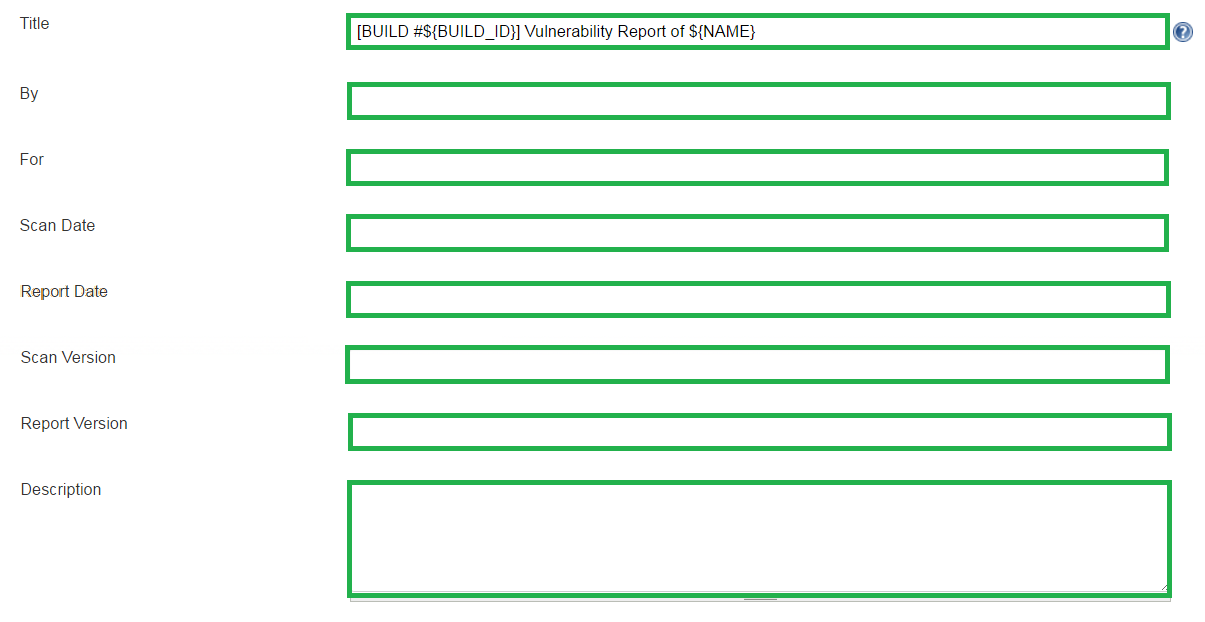 Title
[BUILD #${BUILD_ID}] Vulnerability Report of ${NAME}
?
By
For
Scan Date
Report Date
Scan Version
Report Version
Description